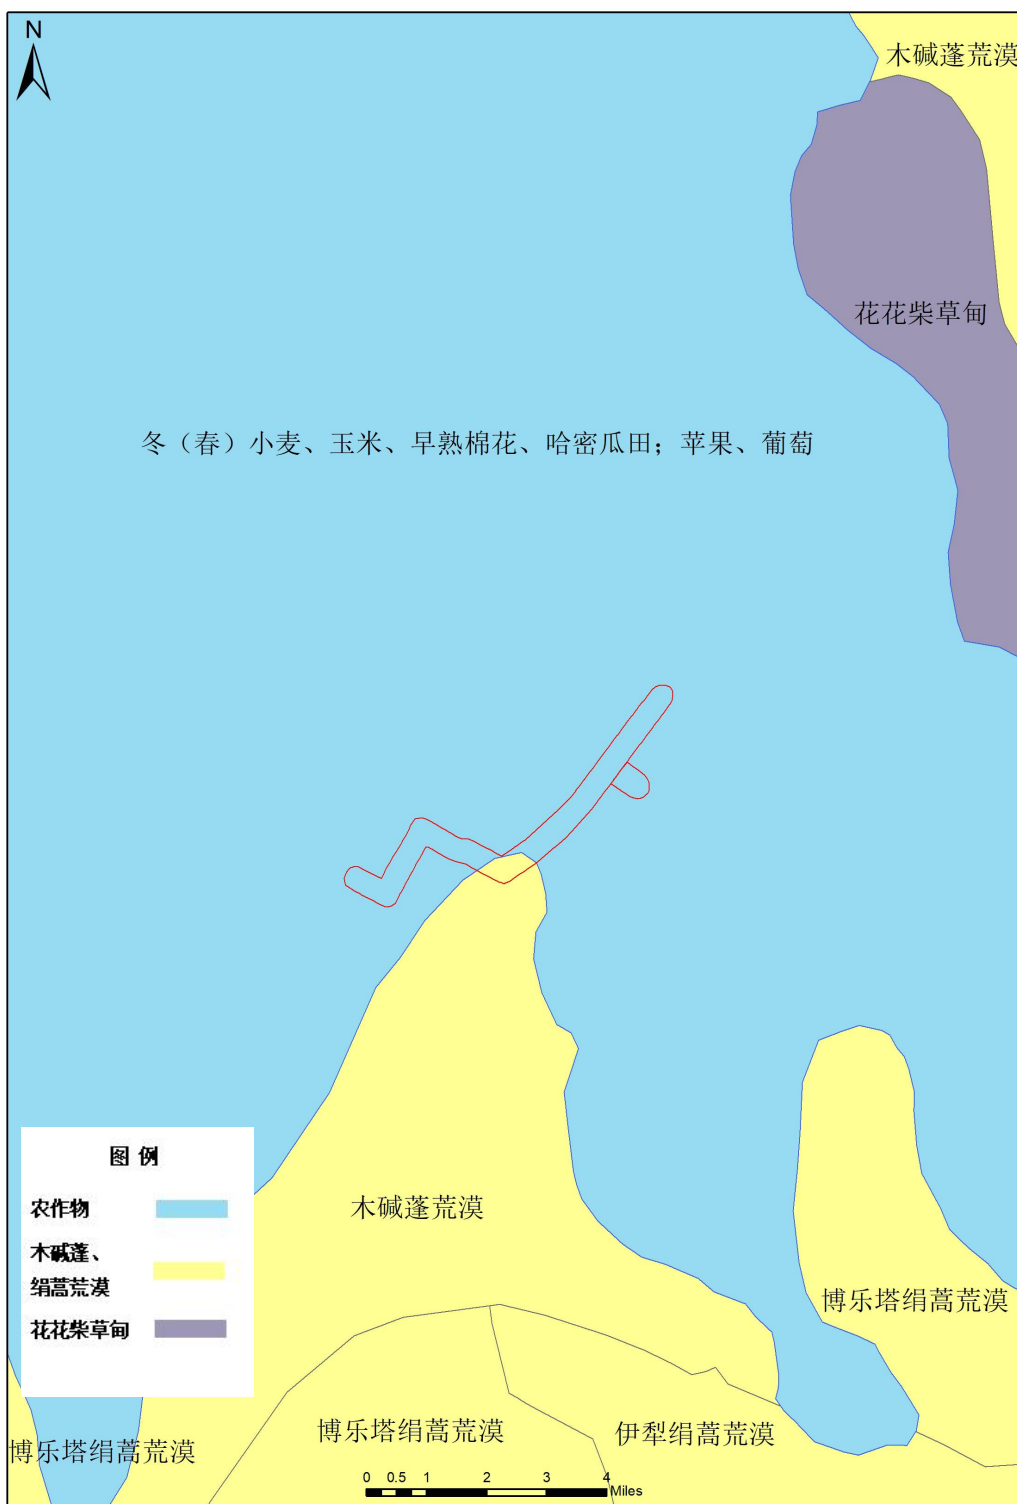 N
木碱蓬荒漠
花花柴草甸
冬（春）小麦、玉米、早熟棉花、哈密瓜田；苹果、葡萄
图 例
农作物
木碱蓬、
绢蒿荒漠
花花柴草甸
木碱蓬荒漠
博乐塔绢蒿荒漠
博乐塔绢蒿荒漠
博乐塔绢蒿荒漠
伊犁绢蒿荒漠
0 0.5 1 2 3 4
Miles